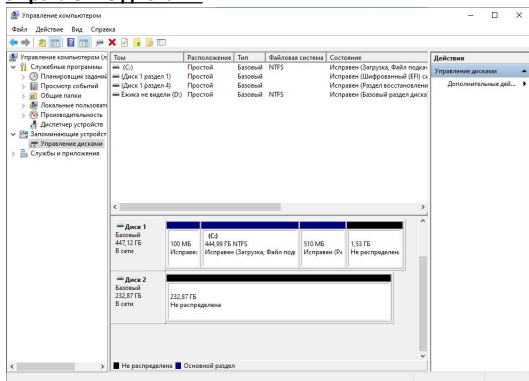 Управление компьютером
Файл Действие Вид Справка
Управление компьютером (л
Служебные программы
Планировщик заданий
Просмотр событий
Общие папки
Локальные пользоват
Производительность
Диспетчер устройств
Запоминающие устройст
Управление дисками
Службы и приложения
Том Расположение Тип Файловая система Состояние
(C:) Простой Базовый NTFS Исправен (Загрузка, Файл подкач
(Диск 1 раздел 1) Простой Базовый Исправен (Шифрованный (EFI) си
(Диск 1 раздел 4) Простой Базовый Исправен (Раздел восстановлени
Ёжика не видели (D:) Простой Базовый NTFS Исправен (Базовый раздел диска
Действия
Управление дисками
Дополнительные дей...
Диск 1
Базовый
447,12 ГБ
В сети
100 МБ
Исправен
(C:)
444,99 ГБ NTFS
Исправен (Загрузка, Файл под
510 МБ
Исправен (Ра
1,53 ГБ
Не распределен
Диск 2
Базовый
232,87 ГБ
В сети
232,87 ГБ
Не распределена
Не распределена Основной раздел